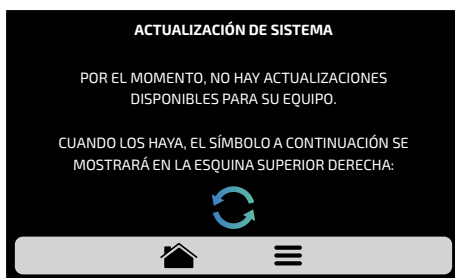 ACTUALIZACIÓN DE SISTEMA
POR EL MOMENTO, NO HAY ACTUALIZACIONES
DISPONIBLES PARA SU EQUIPO.
CUANDO LOS HAYA, EL SÍMBOLO A CONTINUACIÓN SE
MOSTRARÁ EN LA ESQUINA SUPERIOR DERECHA: